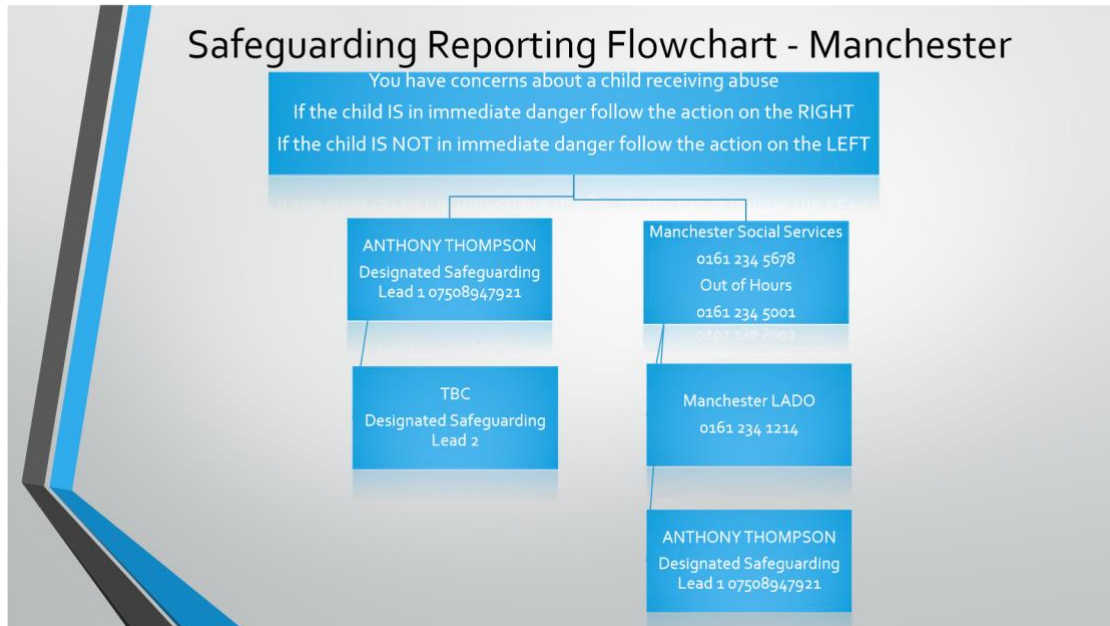 Safeguarding Reporting Flowchart - Manchester
You have concerns about a child receiving abuse
If the child IS in immediate danger follow the action on the RIGHT
If the child IS NOT in immediate danger follow the action on the LEFT
ANTHONY THOMPSON
Designated Safeguarding
Lead 1 07508947921
TBC
Designated Safeguarding
Lead 2
Manchester Social Services
0161 234 5678
Out of Hours
0161 234 5001
Manchester LADO
0161 234 1214
ANTHONY THOMPSON
Designated Safeguarding
Lead 1 07508947921